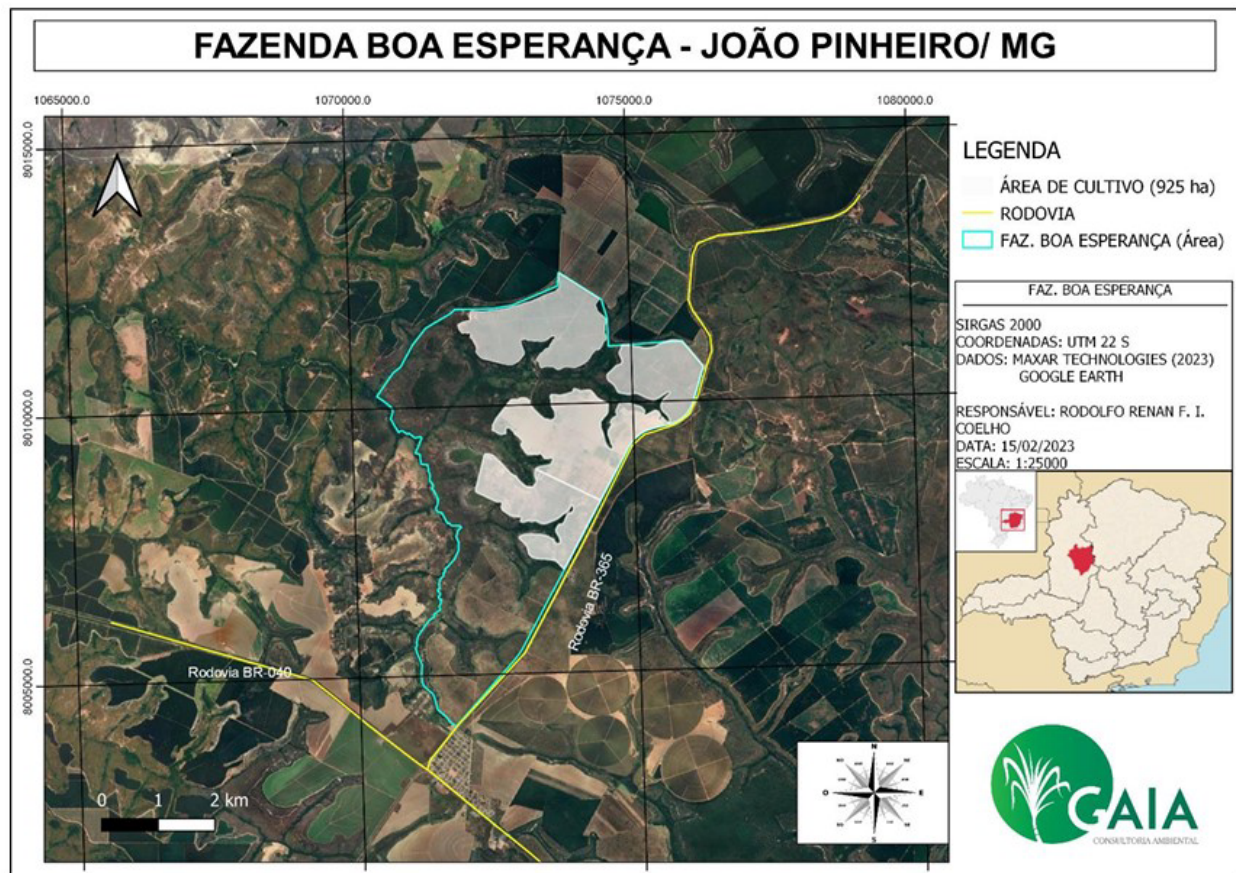 FAZENDA BOA ESPERANÇA - JOÃO PINHEIRO/ MG
1065000.0
1070000.0
1075000.0
1080000.0
8015000.0
8010000.0
8005000.0
LEGENDA
ÁREA DE CULTIVO (925 ha)
RODOVIA
FAZ. BOA ESPERANÇA (Área)
FAZ. BOA ESPERANÇA
SIRGAS 2000
COORDENADAS: UTM 22 S
DADOS: MAXAR TECHNOLOGIES (2023)
GOOGLE EARTH
RESPONSÁVEL: RODOLFO RENAN F. I.
COELHO
DATA: 15/02/2023
ESCALA: 1:25000
Rodovia BR-365
Rodovia BR-040
0 1 2 km
N
O
E
S
GAIA
CONSULTORIA AMBIENTAL